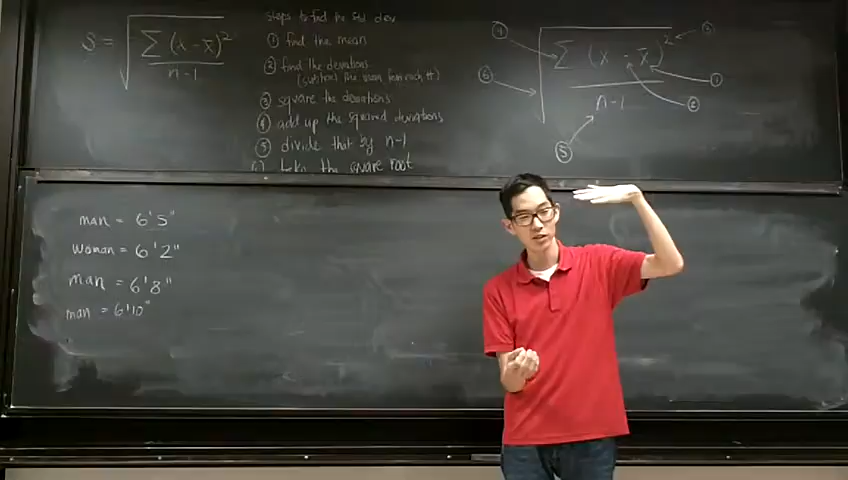 S = √ Σ (x - x̄)² / n-1
steps to find the std dev
① find the mean
② find the deviations
(subtract the mean from each #)
③ square the deviations
④ add up the squared deviations
⑤ divide that by n-1
take the square root
④ ③
√ Σ (x - x̄)²
⑥ ①
n-1 ②
⑤
man = 6'5"
woman = 6'2"
man = 6'8"
man = 6'10"